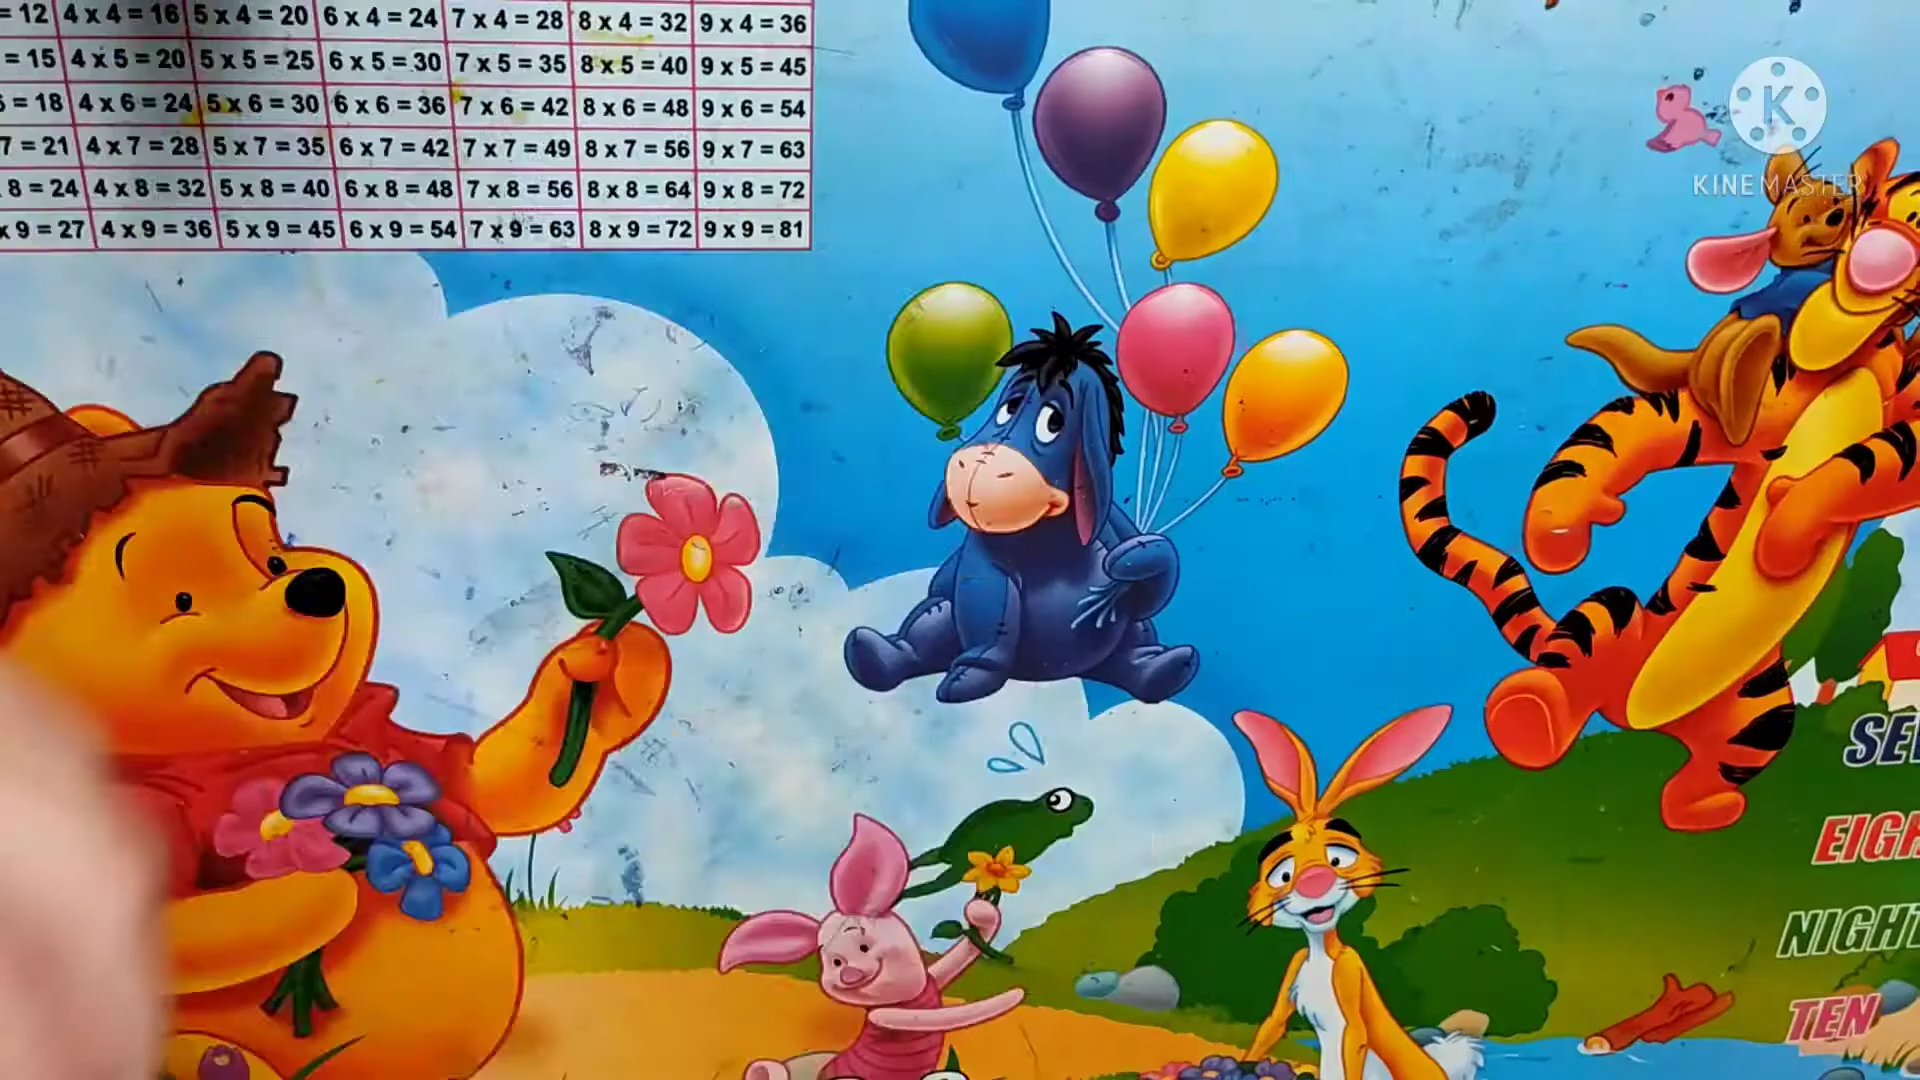 = 12 4 x 4 = 16 5 x 4 = 20 6 x 4 = 24 7 x 4 = 28 8 x 4 = 32 9 x 4 = 36
= 15 4 x 5 = 20 5 x 5 = 25 6 x 5 = 30 7 x 5 = 35 8 x 5 = 40 9 x 5 = 45
6 = 18 4 x 6 = 24 5 x 6 = 30 6 x 6 = 36 7 x 6 = 42 8 x 6 = 48 9 x 6 = 54
7 = 21 4 x 7 = 28 5 x 7 = 35 6 x 7 = 42 7 x 7 = 49 8 x 7 = 56 9 x 7 = 63
8 = 24 4 x 8 = 32 5 x 8 = 40 6 x 8 = 48 7 x 8 = 56 8 x 8 = 64 9 x 8 = 72
x 9 = 27 4 x 9 = 36 5 x 9 = 45 6 x 9 = 54 7 x 9 = 63 8 x 9 = 72 9 x 9 = 81
K
KINEMASTER
SE
EIGH
NIGHT
TEN